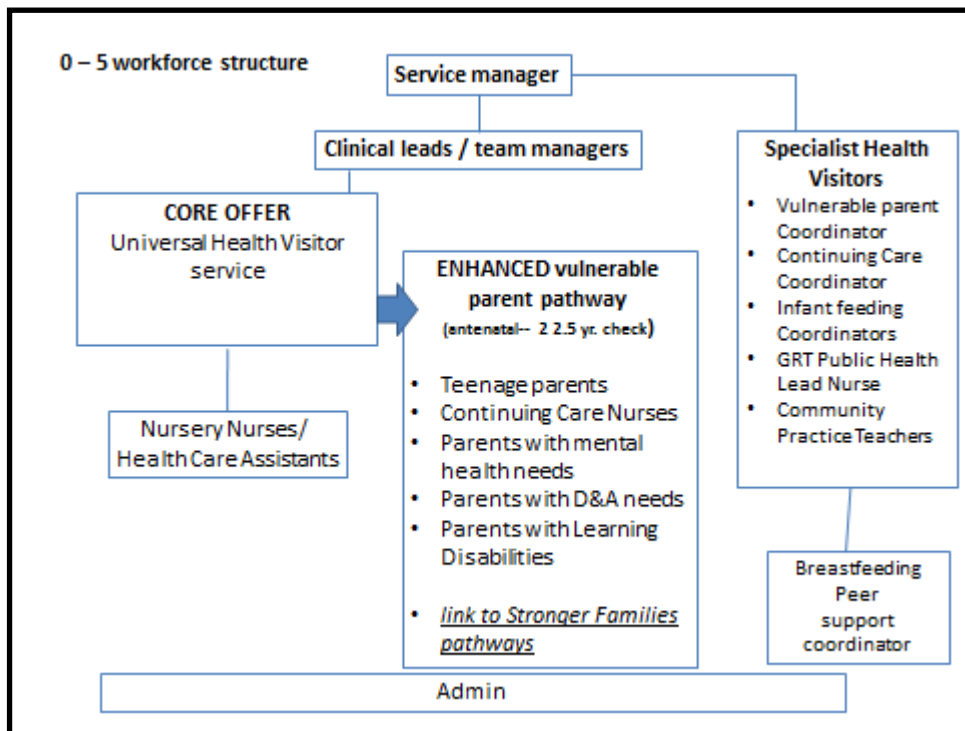 0 – 5 workforce structure
Service manager
Clinical leads / team managers
CORE OFFER
Universal Health Visitor
service
Nursery Nurses/
Health Care Assistants
ENHANCED vulnerable
parent pathway
(antenatal-- 2 2.5 yr. check)
• Teenage parents
• Continuing Care Nurses
• Parents with mental
health needs
• Parents with D&A needs
• Parents with Learning
Disabilities
• link to Stronger Families
pathways
Specialist Health
Visitors
• Vulnerable parent
Coordinator
• Continuing Care
Coordinator
• Infant feeding
Coordinators
• GRT Public Health
Lead Nurse
• Community
Practice Teachers
Breastfeeding
Peer
support
coordinator
Admin